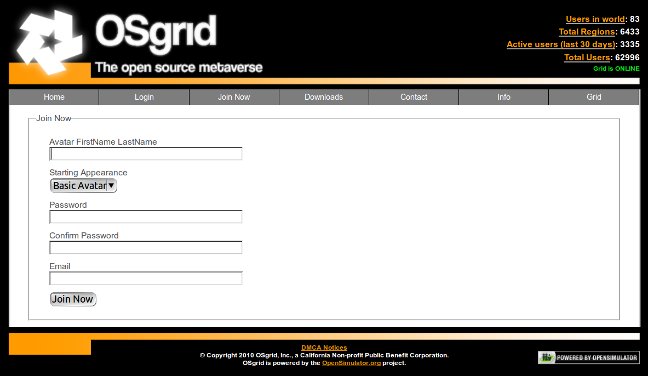 OSgrid
The open source metaverse
Users in world: 83
Total Regions: 6433
Active users (last 30 days): 3335
Total Users: 62996
Grid is ONLINE
Home Login Join Now Downloads Contact Info Grid
Join Now
Avatar FirstName LastName
Starting Appearance
Basic Avatar
Password
Confirm Password
Email
Join Now
DMCA Notices
© Copyright 2010 OSgrid, Inc., a California Non-profit Public Benefit Corporation.
OSgrid is powered by the OpenSimulator.org project.
POWERED BY OPENSIMULATOR